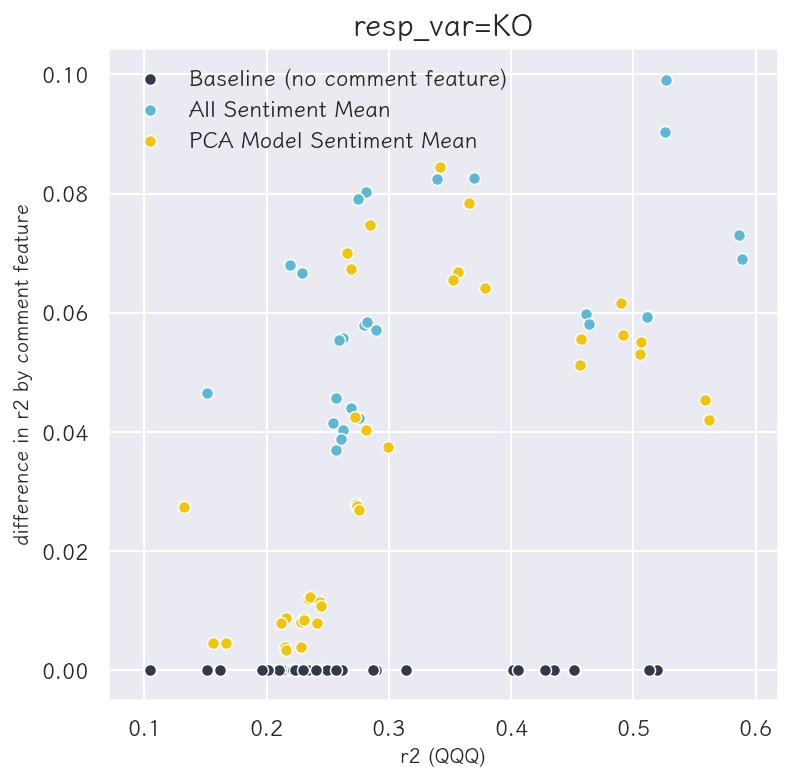 resp_var=KO
Baseline (no comment feature)
All Sentiment Mean
PCA Model Sentiment Mean
difference in r2 by comment feature
0.10
0.08
0.06
0.04
0.02
0.00
0.1 0.2 0.3 0.4 0.5 0.6
r2 (QQQ)